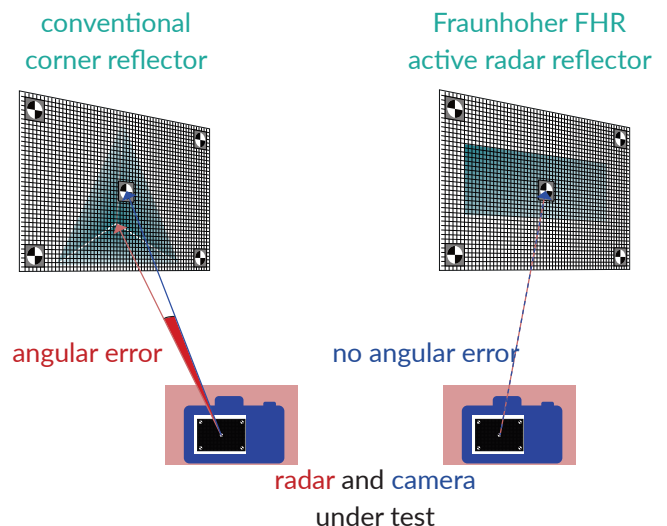 conventional
corner reflector
Fraunhoher FHR
active radar reflector
angular error
no angular error
radar and camera
under test